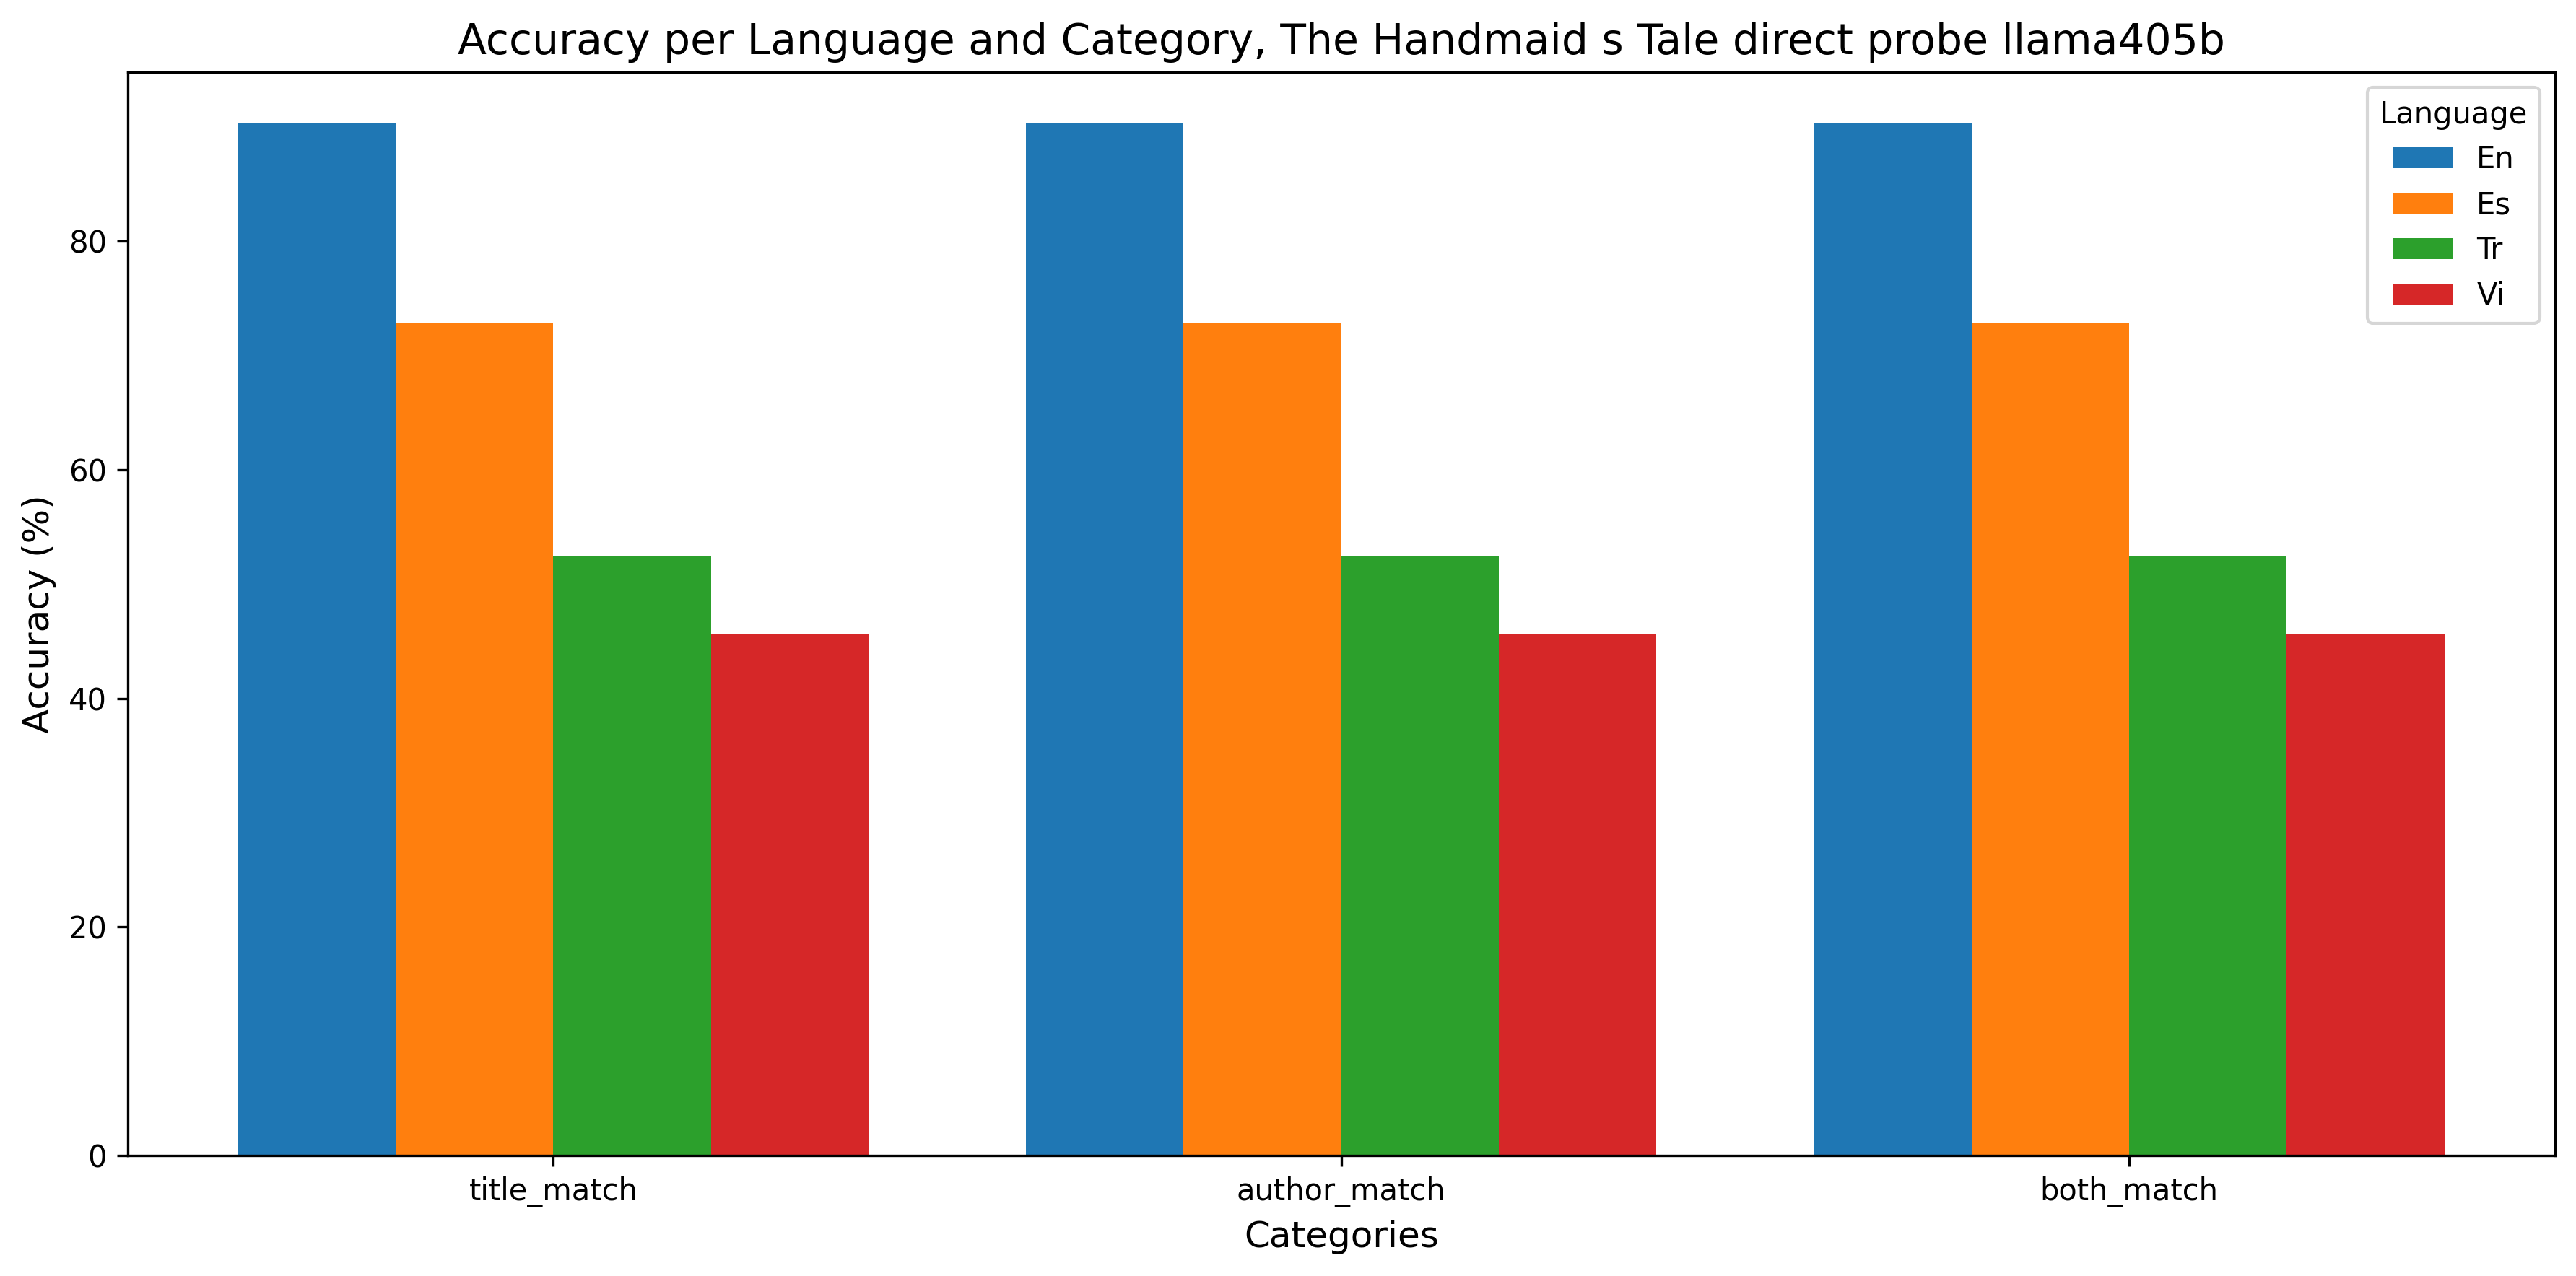 Accuracy per Language and Category, The Handmaid s Tale direct probe llama405b
Language
En
Es
Tr
Vi
Accuracy (%)
80
60
40
20
0
title_match
author_match
both_match
Categories